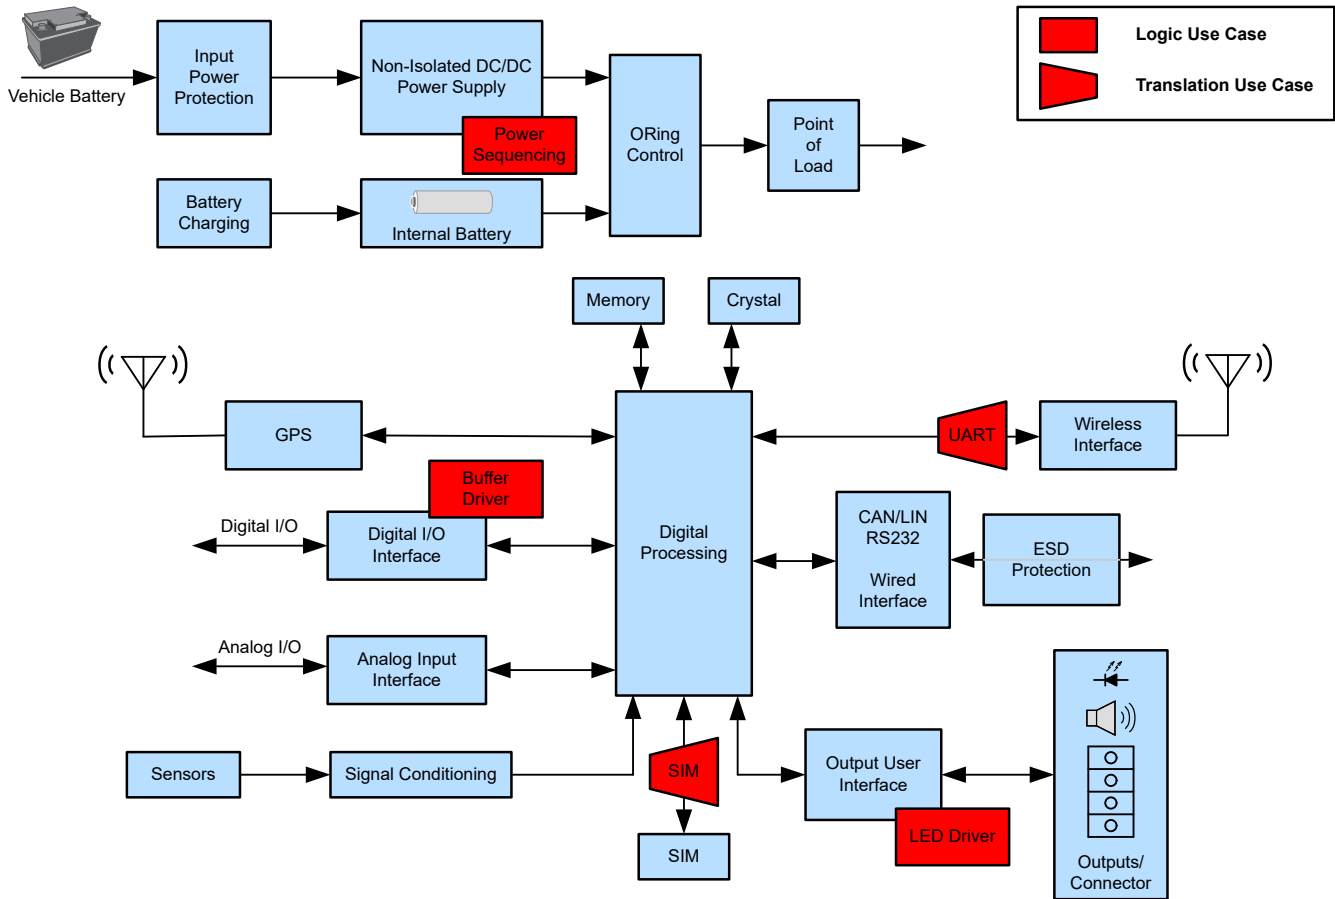 Vehicle Battery
Input
Power
Protection
Non-Isolated DC/DC
Power Supply
Power
Sequencing
ORing
Control
Point
of
Load
Logic Use Case
Translation Use Case
Battery
Charging
Internal Battery
Memory
Crystal
GPS
UART
Wireless
Interface
Buffer
Driver
Digital I/O
Digital I/O
Interface
Digital
Processing
CAN/LIN
RS232
Wired
Interface
ESD
Protection
Analog I/O
Analog Input
Interface
Sensors
Signal Conditioning
SIM
SIM
Output User
Interface
LED Driver
Outputs/
Connector